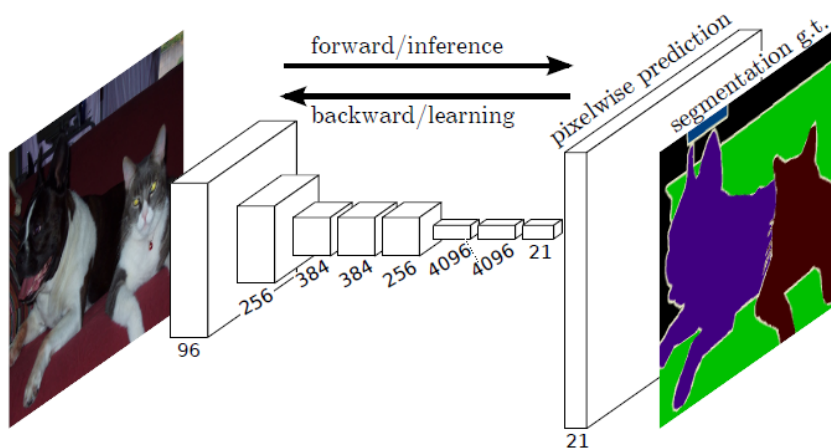 forward/inference
backward/learning
pixelwise prediction
segmentation g.t.
96
256
384
384
256
4096
4096
21
21